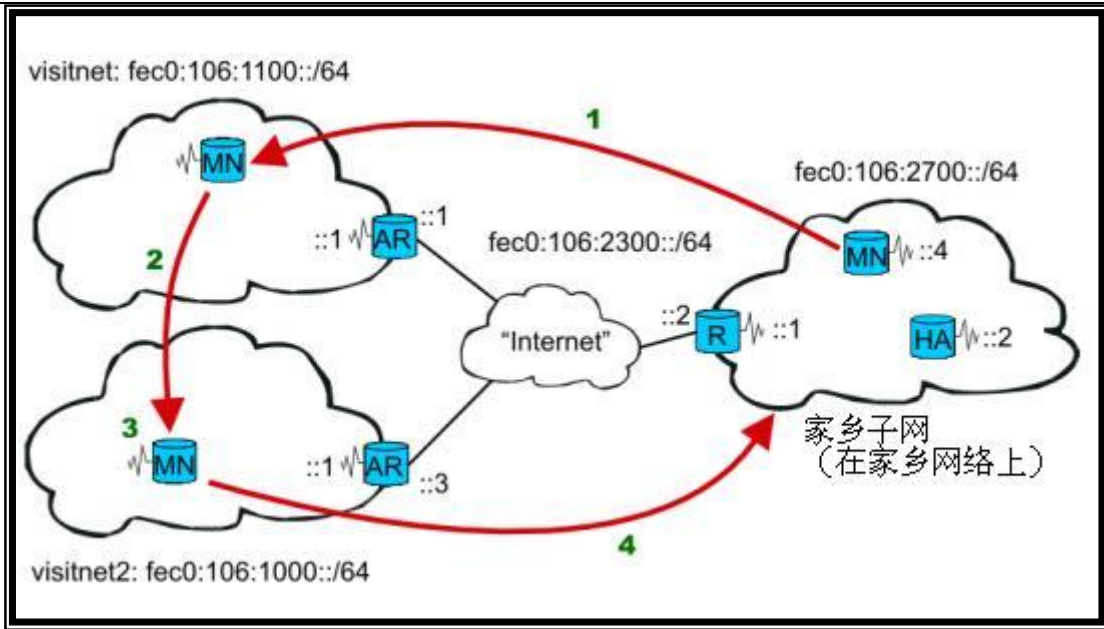 visitnet: fec0:106:1100::/64
1
MN
fec0:106:2700::/64
::1
::1
AR
2
fec0:106:2300::/64
MN
::4
::2
R
::1
"Internet"
HA
::2
3
MN
::1
AR
::3
家乡子网
(在家乡网络上)
4
visitnet2: fec0:106:1000::/64